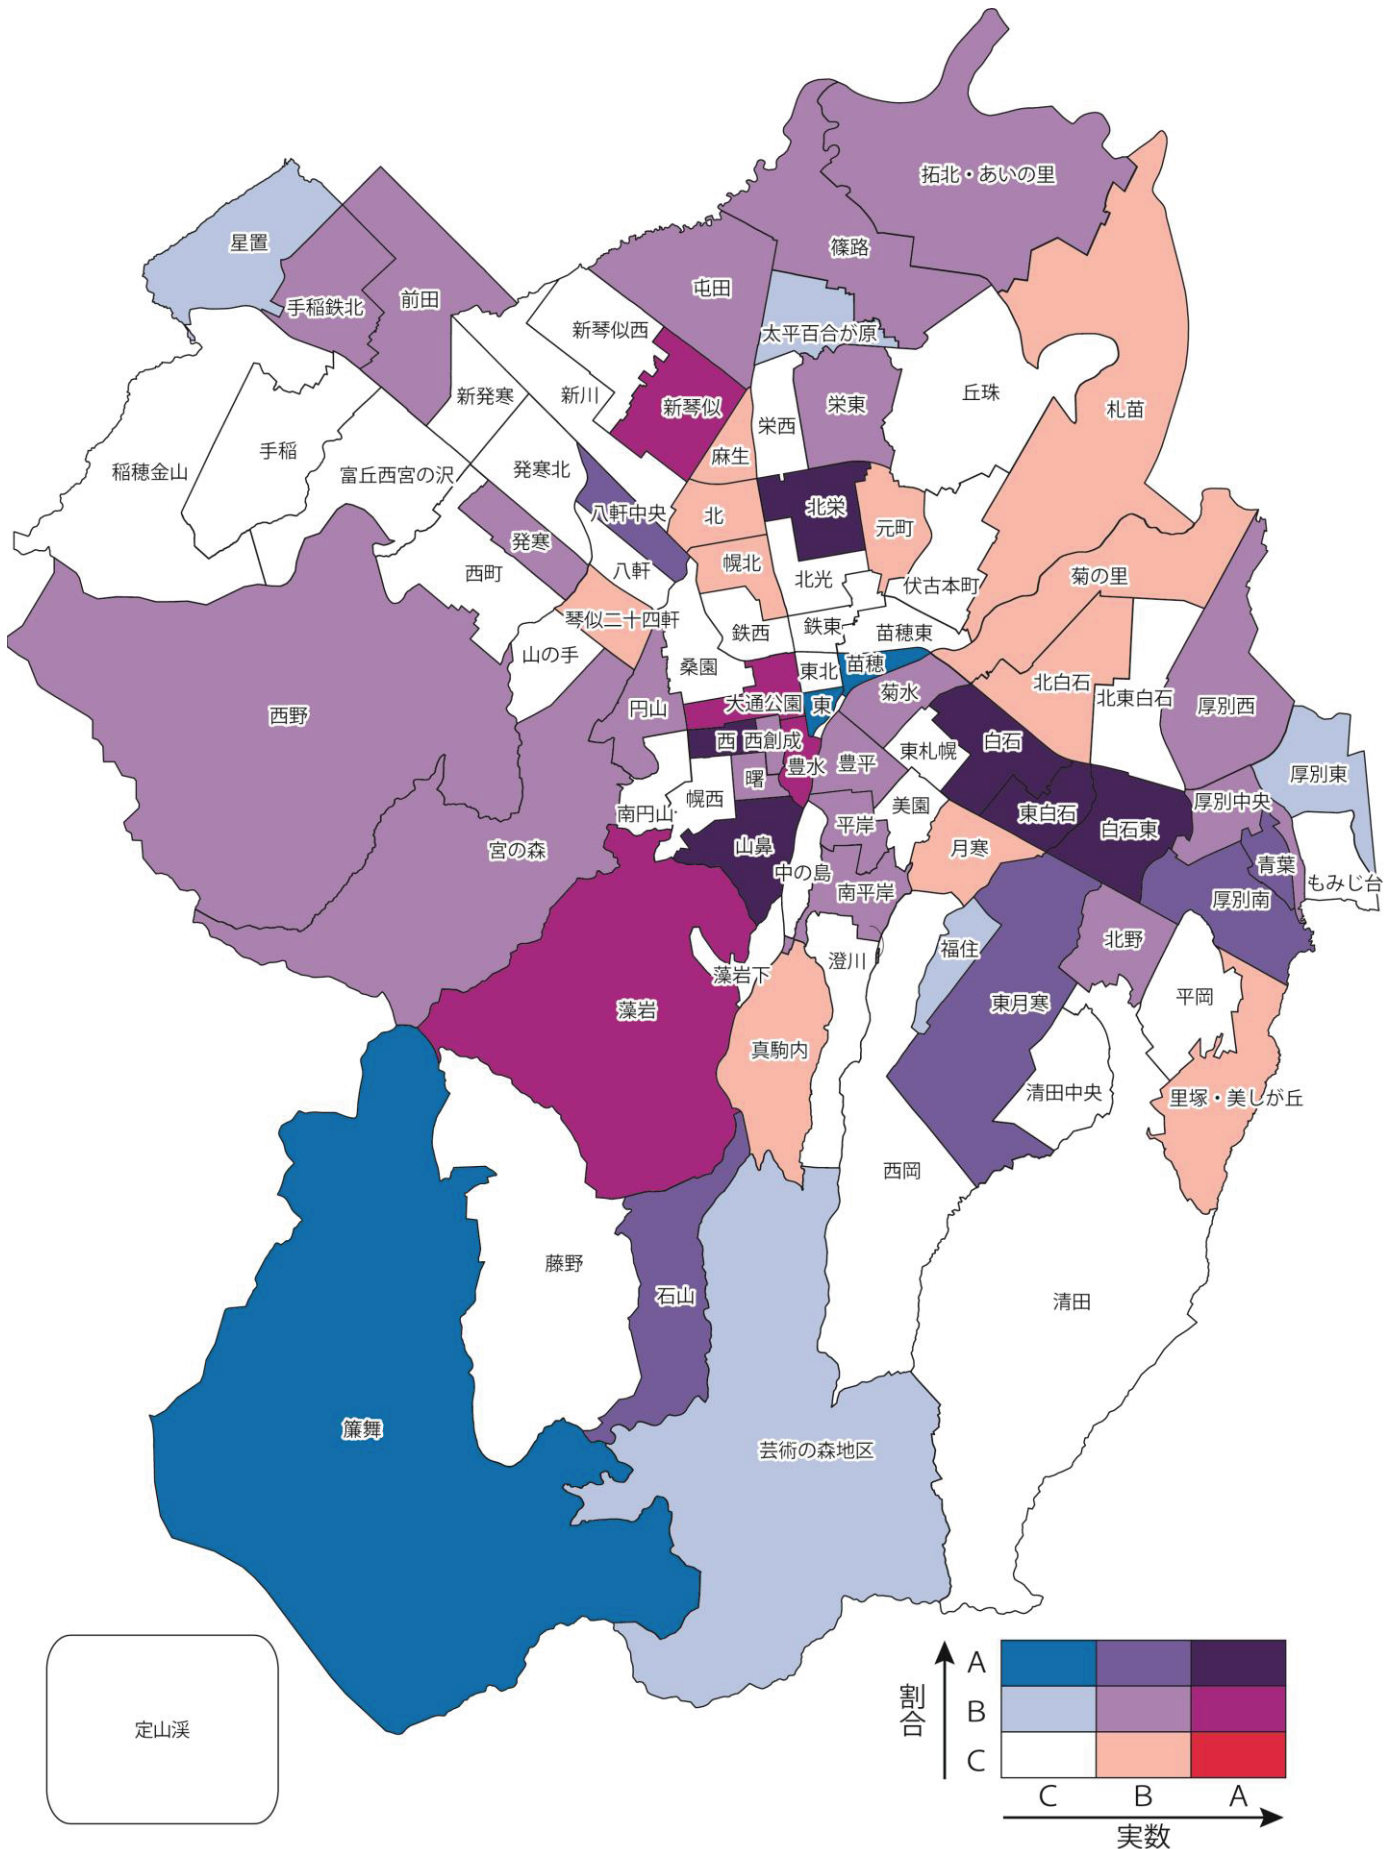 拓北・あいの里
星置
篠路
屯田
手稲鉄北
前田
新琴似西
太平百合が原
新発寒
新川
新琴似
栄西
栄東
丘珠
札苗
稲穂金山
手稲
富丘西宮の沢
発寒北
麻生
八軒中央
北
北栄
元町
発寒
西町
八軒
幌北
北光
伏古本町
菊の里
琴似二十四軒
鉄西
鉄東
苗穂東
山の手
桑園
東北
苗穂
菊水
北白石
北東白石
厚別西
西野
円山
大通公園
東
西
西創成
豊水
豊平
東札幌
白石
厚別東
曙
幌西
南円山
平岸
美園
東白石
白石東
厚別中央
宮の森
山鼻
月寒
中の島
南平岸
青葉
もみじ台
厚別南
北野
福住
澄川
藻岩下
藻岩
東月寒
平岡
真駒内
清田中央
里塚・美しが丘
西岡
藤野
石山
清田
簾舞
芸術の森地区
定山渓
割合
A
B
C
C B A
実数